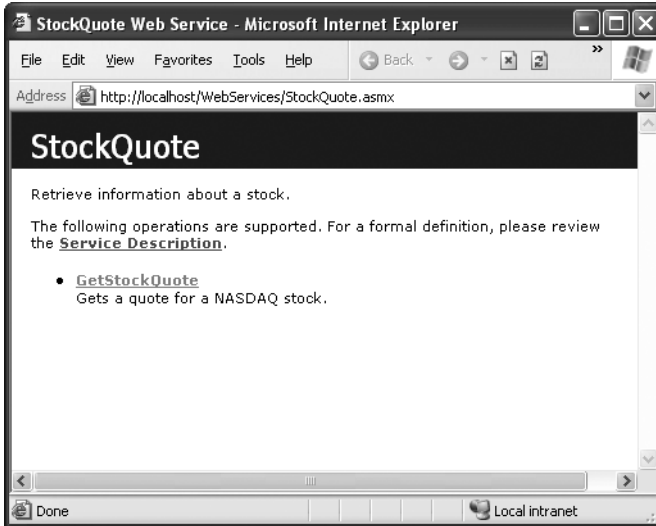 StockQuote Web Service - Microsoft Internet Explorer
File Edit View Favorites Tools Help Back »
Address http://localhost/WebServices/StockQuote.asmx
StockQuote
Retrieve information about a stock.
The following operations are supported. For a formal definition, please review
the Service Description.
• GetStockQuote
Gets a quote for a NASDAQ stock.
Done Local intranet